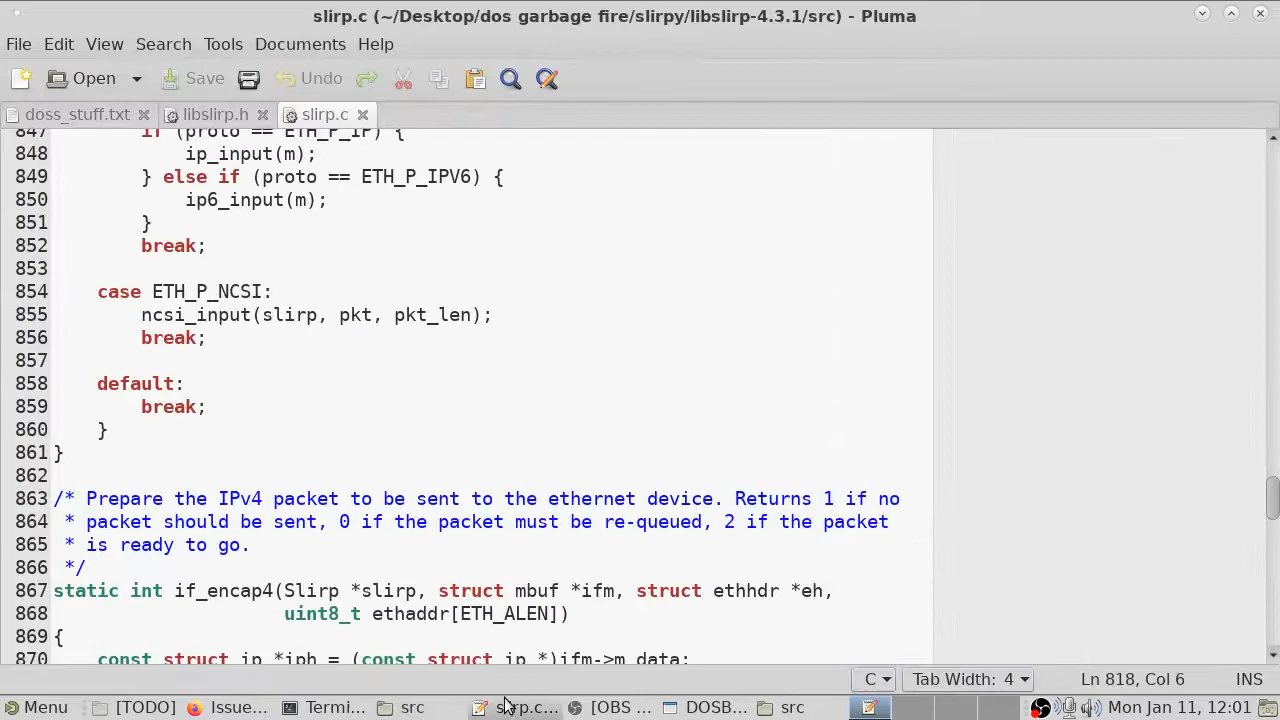 slirp.c (~/Desktop/dos garbage fire/slirpy/libslirp-4.3.1/src) - Pluma
File Edit View Search Tools Documents Help
Open Save Undo
doss_stuff.txt libslirp.h slirp.c
847 if (proto == ETH_P_IP) {
848 ip_input(m);
849 } else if (proto == ETH_P_IPV6) {
850 ip6_input(m);
851 }
852 break;
853
854 case ETH_P_NCSI:
855 ncsi_input(slirp, pkt, pkt_len);
856 break;
857
858 default:
859 break;
860 }
861 }
862
863 /* Prepare the IPv4 packet to be sent to the ethernet device. Returns 1 if no
864 * packet should be sent, 0 if the packet must be re-queued, 2 if the packet
865 * is ready to go.
866 */
867 static int if_encap4(Slirp *slirp, struct mbuf *ifm, struct ethhdr *eh,
868 uint8_t ethaddr[ETH_ALEN])
869 {
870 const struct ip *iph = (const struct ip *)ifm->m_data;
C Tab Width: 4 Ln 818, Col 6 INS
Menu [TODO] Issue... Termi... src slirp.c... [OBS ... DOSB... src Mon Jan 11, 12:01